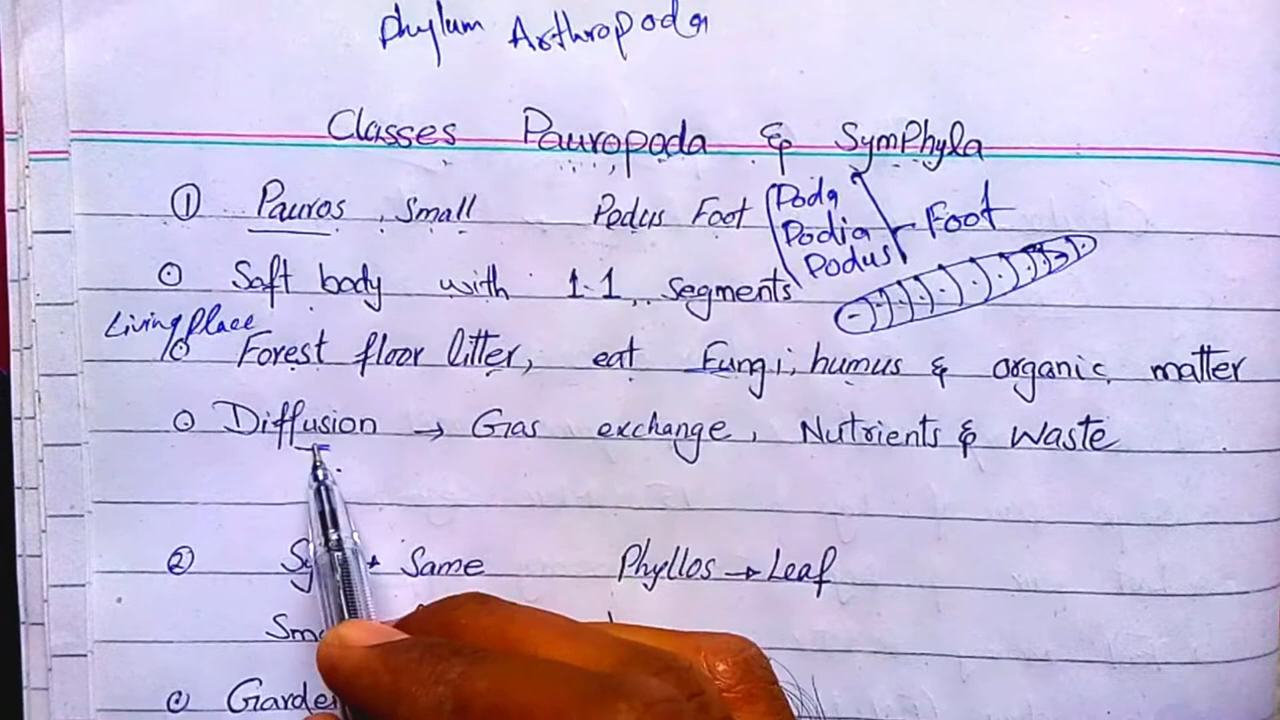 Phylum Arthropoda
Classes Pauropoda & Symphyla
① Pauros, Small Podus Foot (Poda Podia Podus) Foot
Soft body with 11 segments
Living Place
Forest floor litter, eat Fungi, humus & organic matter
Diffusion → Gas exchange, Nutrients & Waste
② Same Phyllos → Leaf